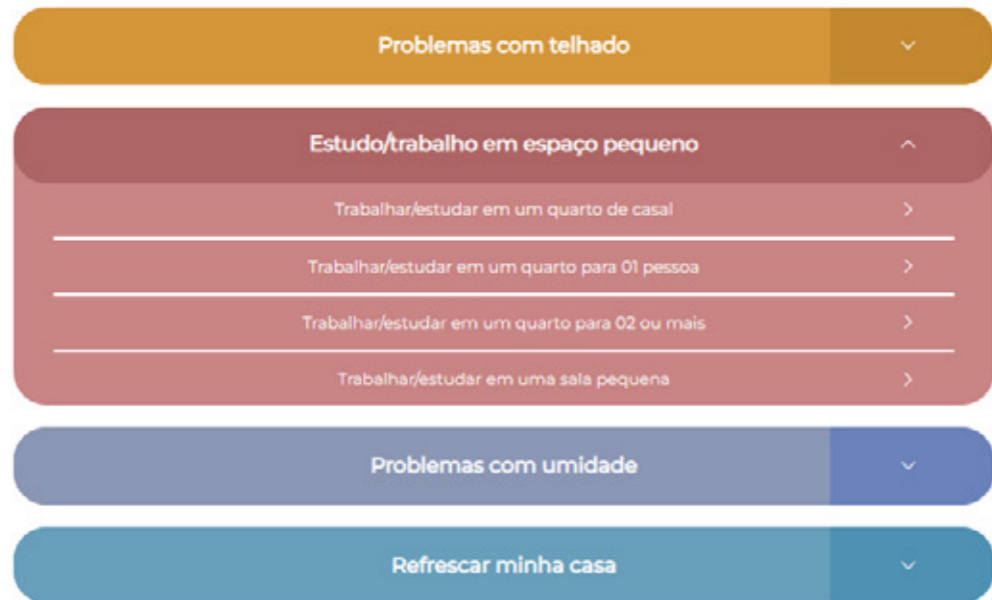 Problemas com telhado
Estudo/trabalho em espaço pequeno
Trabalhar/estudar em um quarto de casal
Trabalhar/estudar em um quarto para 01 pessoa
Trabalhar/estudar em um quarto para 02 ou mais
Trabalhar/estudar em uma sala pequena
Problemas com umidade
Refrescar minha casa